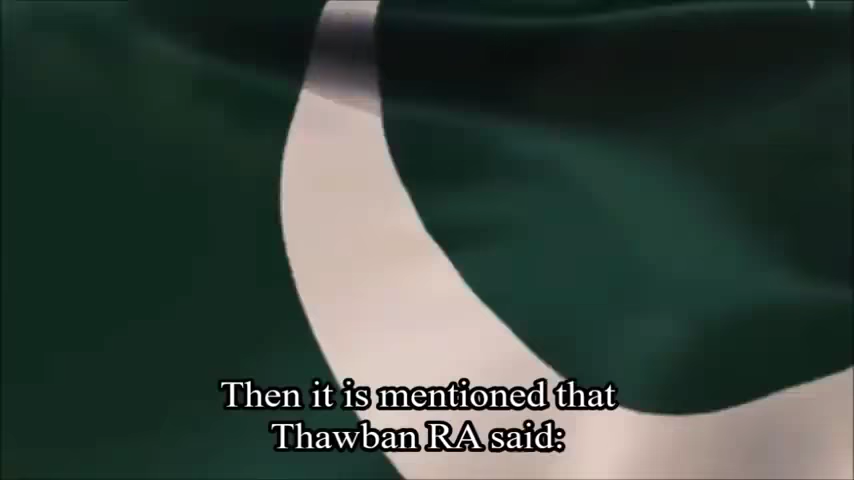 Then it is mentioned that
Thawban RA said: